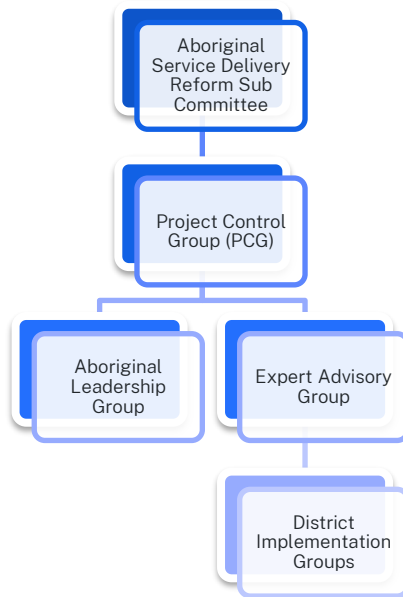 Aboriginal
Service Delivery
Reform Sub
Committee
Project Control
Group (PCG)
Aboriginal
Leadership
Group
Expert Advisory
Group
District
Implementation
Groups